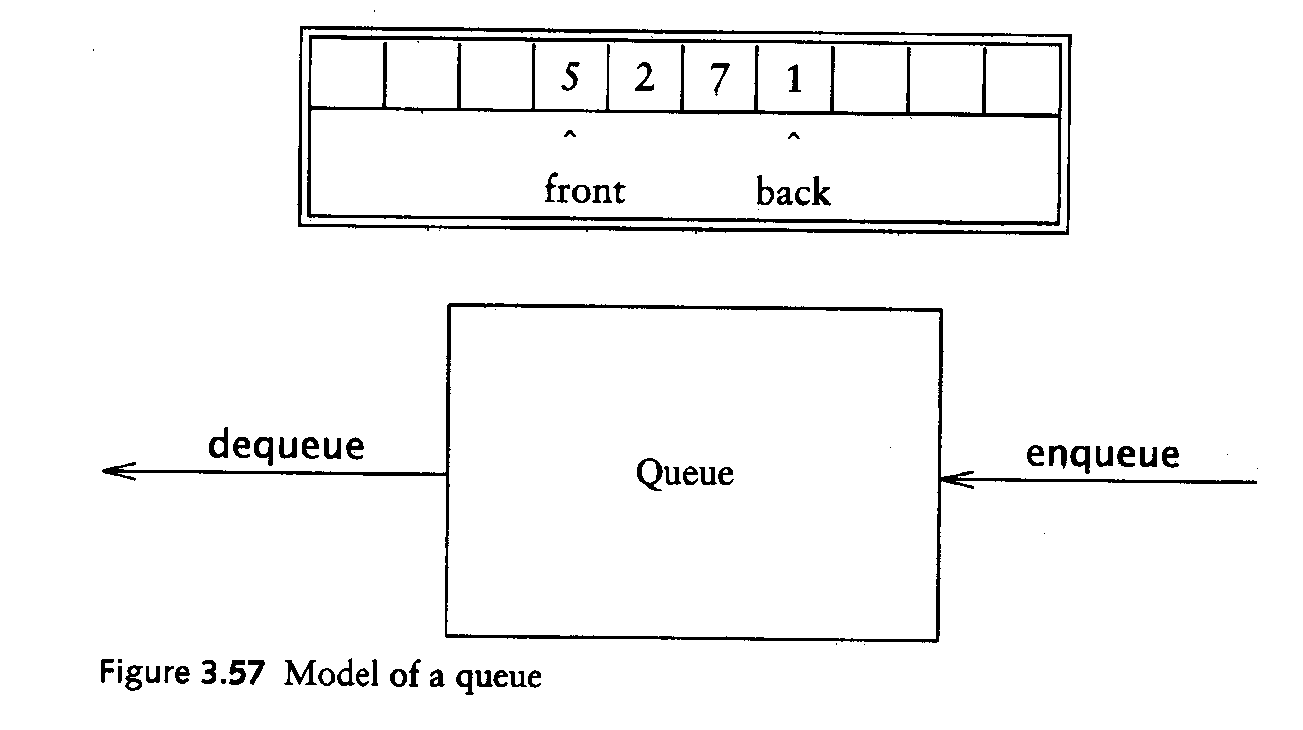 5 2 7 1
^ ^
front back
dequeue
Queue
enqueue
Figure 3.57 Model of a queue